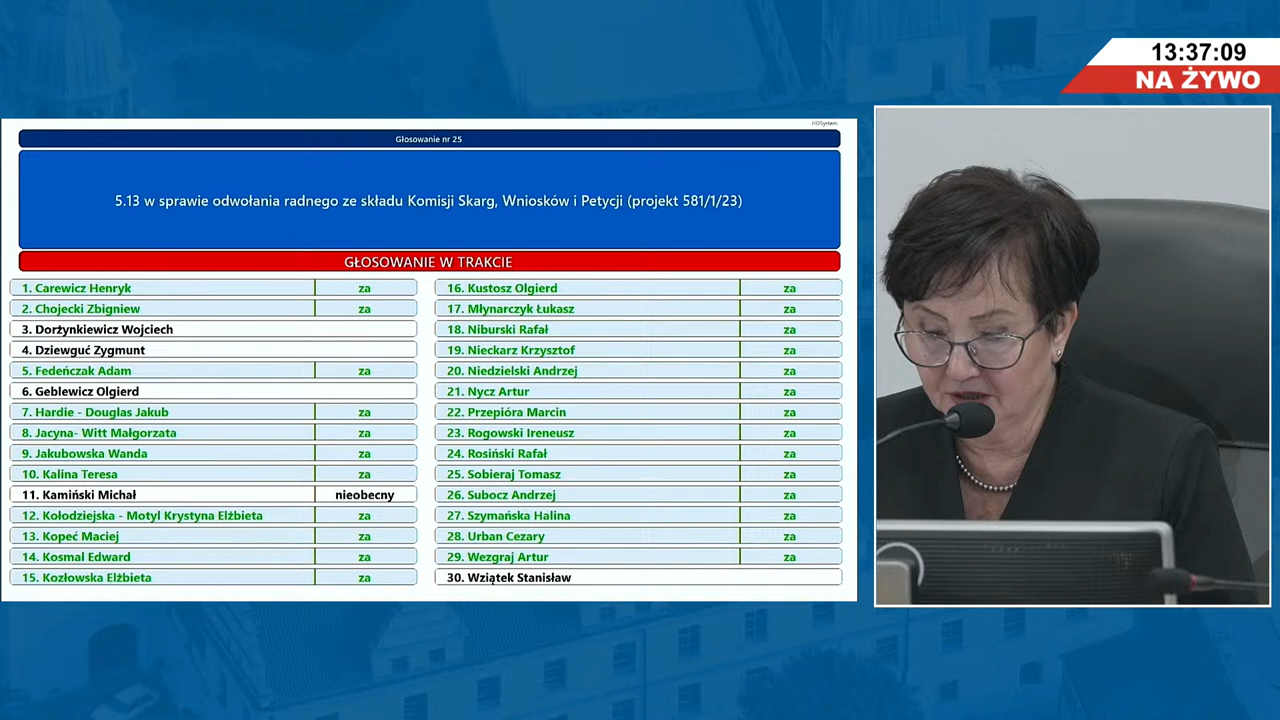 13:37:09
NA ŻYWO
HDSystem
Głosowanie nr 25
5.13 w sprawie odwołania radnego ze składu Komisji Skarg, Wniosków i Petycji (projekt 581/1/23)
GŁOSOWANIE W TRAKCIE
1. Carewicz Henryk za
2. Chojecki Zbigniew za
3. Dorżynkiewicz Wojciech
4. Dziewguć Zygmunt
5. Fedeńczak Adam za
6. Geblewicz Olgierd
7. Hardie - Douglas Jakub za
8. Jacyna- Witt Małgorzata za
9. Jakubowska Wanda za
10. Kalina Teresa za
11. Kamiński Michał nieobecny
12. Kołodziejska - Motyl Krystyna Elżbieta za
13. Kopeć Maciej za
14. Kosmal Edward za
15. Kozłowska Elżbieta za
16. Kustosz Olgierd za
17. Młynarczyk Łukasz za
18. Niburski Rafał za
19. Nieckarz Krzysztof za
20. Niedzielski Andrzej za
21. Nycz Artur za
22. Przepióra Marcin za
23. Rogowski Ireneusz za
24. Rosiński Rafał za
25. Sobieraj Tomasz za
26. Subocz Andrzej za
27. Szymańska Halina za
28. Urban Cezary za
29. Wezgraj Artur za
30. Wziątek Stanisław